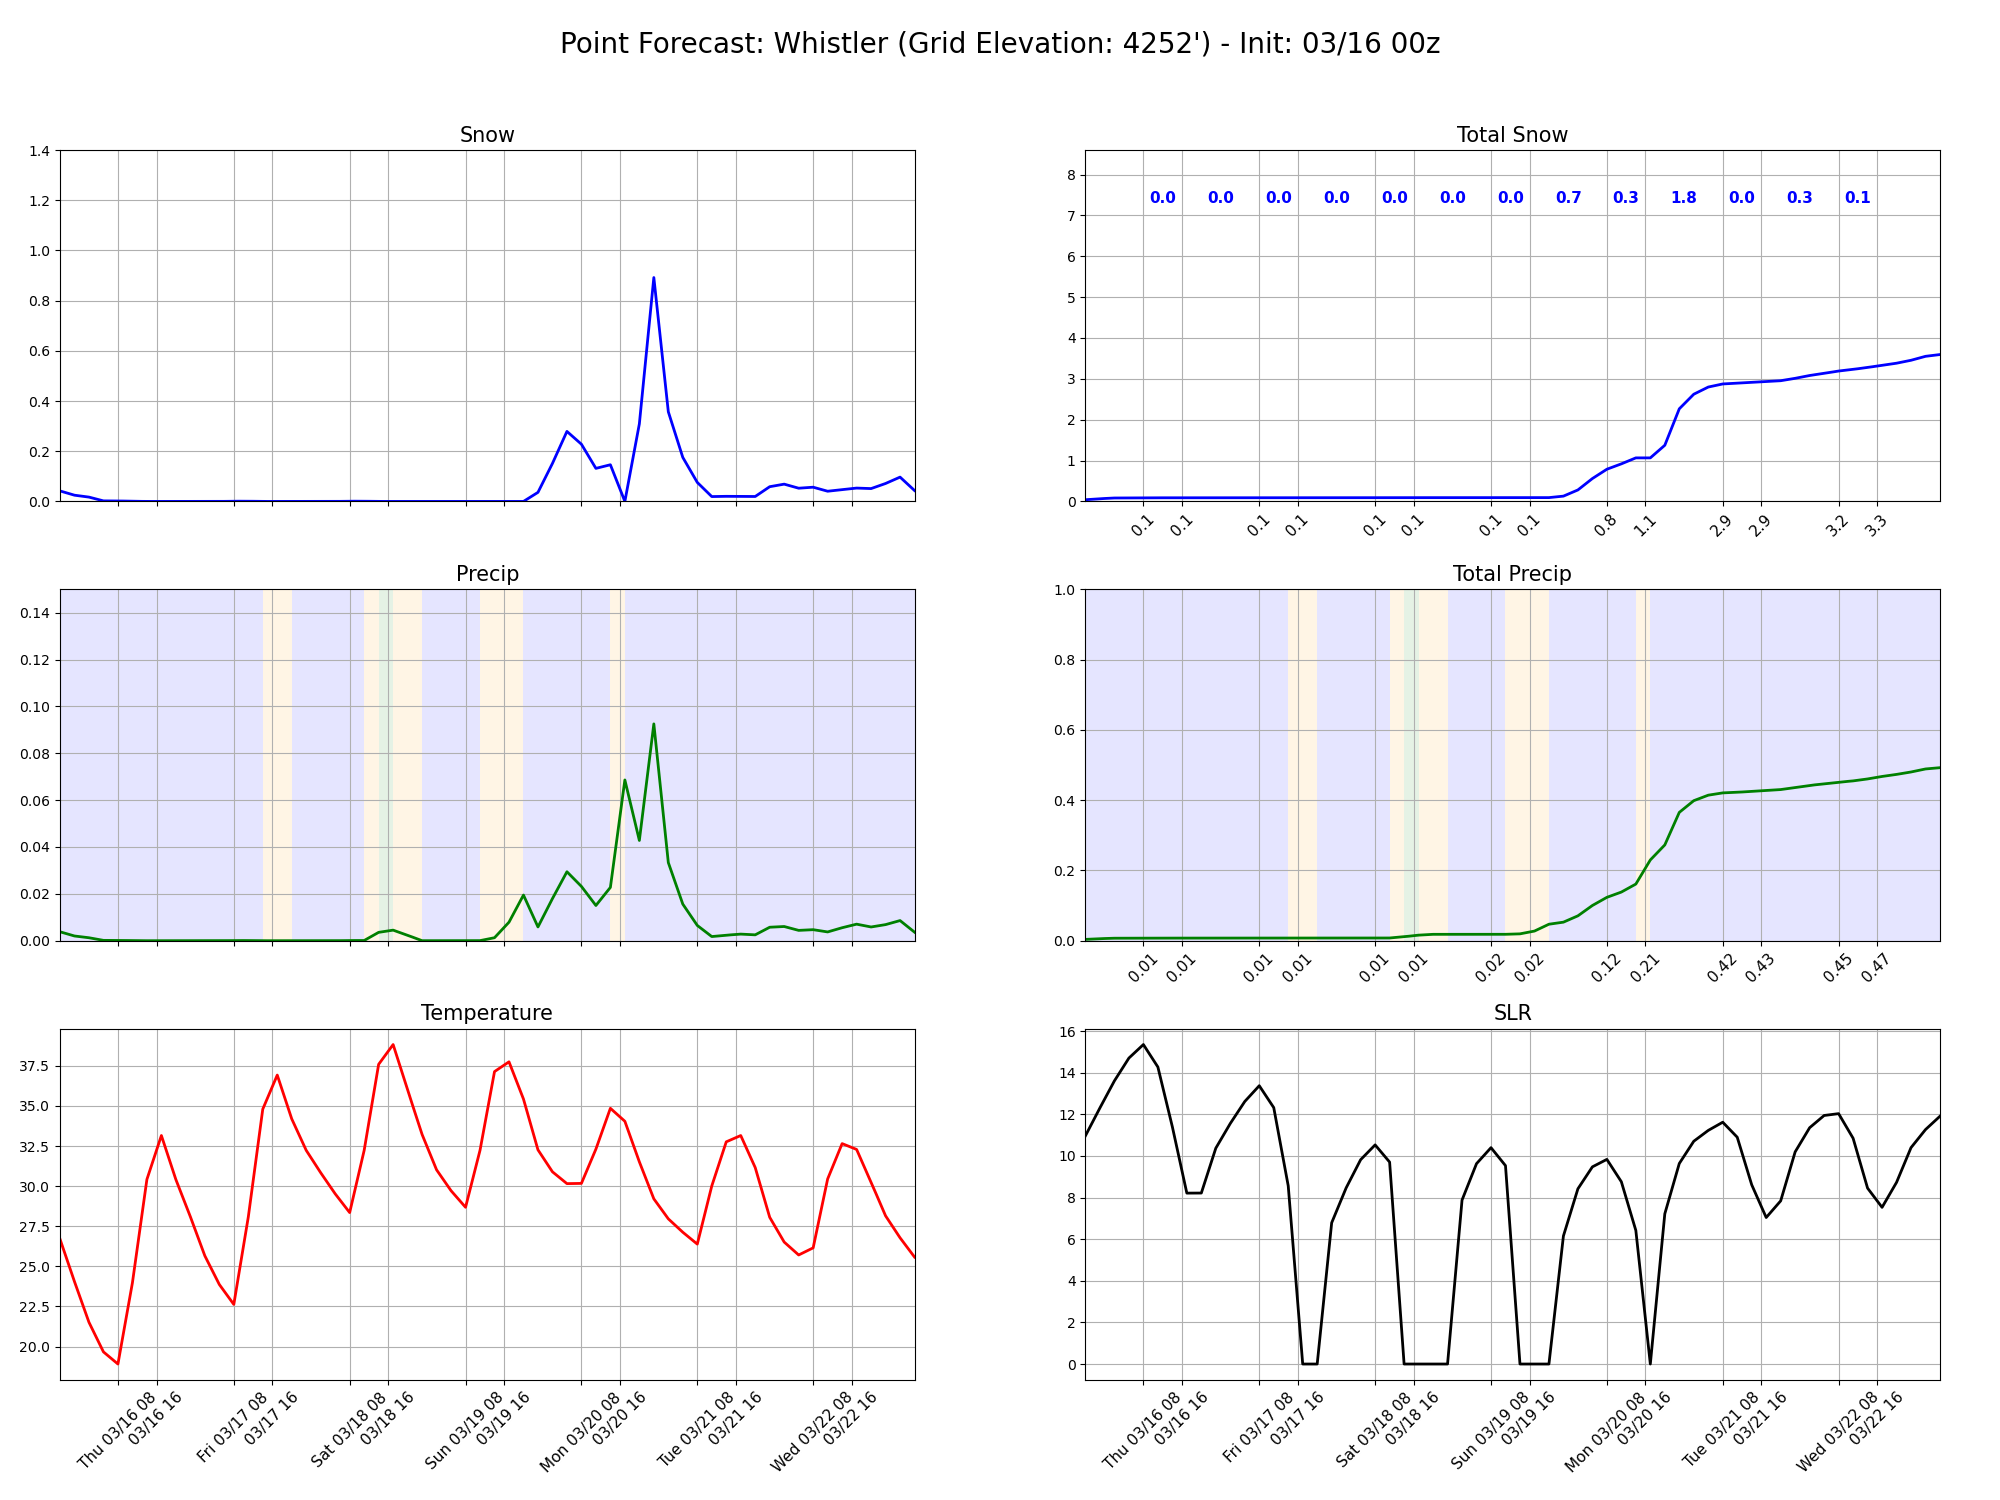 Point Forecast: Whistler (Grid Elevation: 4252') - Init: 03/16 00z
Snow
1.4
1.2
1.0
0.8
0.6
0.4
0.2
0.0
Total Snow
8
7
6
5
4
3
2
1
0
0.0 0.0 0.0 0.0 0.0 0.0 0.0 0.7 0.3 1.8 0.0 0.3 0.1
0.1 0.1 0.1 0.1 0.1 0.1 0.1 0.1 0.8 1.1 2.9 2.9 3.2 3.3
Precip
0.14
0.12
0.10
0.08
0.06
0.04
0.02
0.00
Total Precip
1.0
0.8
0.6
0.4
0.2
0.0
0.01 0.01 0.01 0.01 0.01 0.01 0.02 0.02 0.12 0.21 0.42 0.43 0.45 0.47
Temperature
37.5
35.0
32.5
30.0
27.5
25.0
22.5
20.0
Thu 03/16 08
03/16 16
Fri 03/17 08
03/17 16
Sat 03/18 08
03/18 16
Sun 03/19 08
03/19 16
Mon 03/20 08
03/20 16
Tue 03/21 08
03/21 16
Wed 03/22 08
03/22 16
SLR
16
14
12
10
8
6
4
2
0
Thu 03/16 08
03/16 16
Fri 03/17 08
03/17 16
Sat 03/18 08
03/18 16
Sun 03/19 08
03/19 16
Mon 03/20 08
03/20 16
Tue 03/21 08
03/21 16
Wed 03/22 08
03/22 16